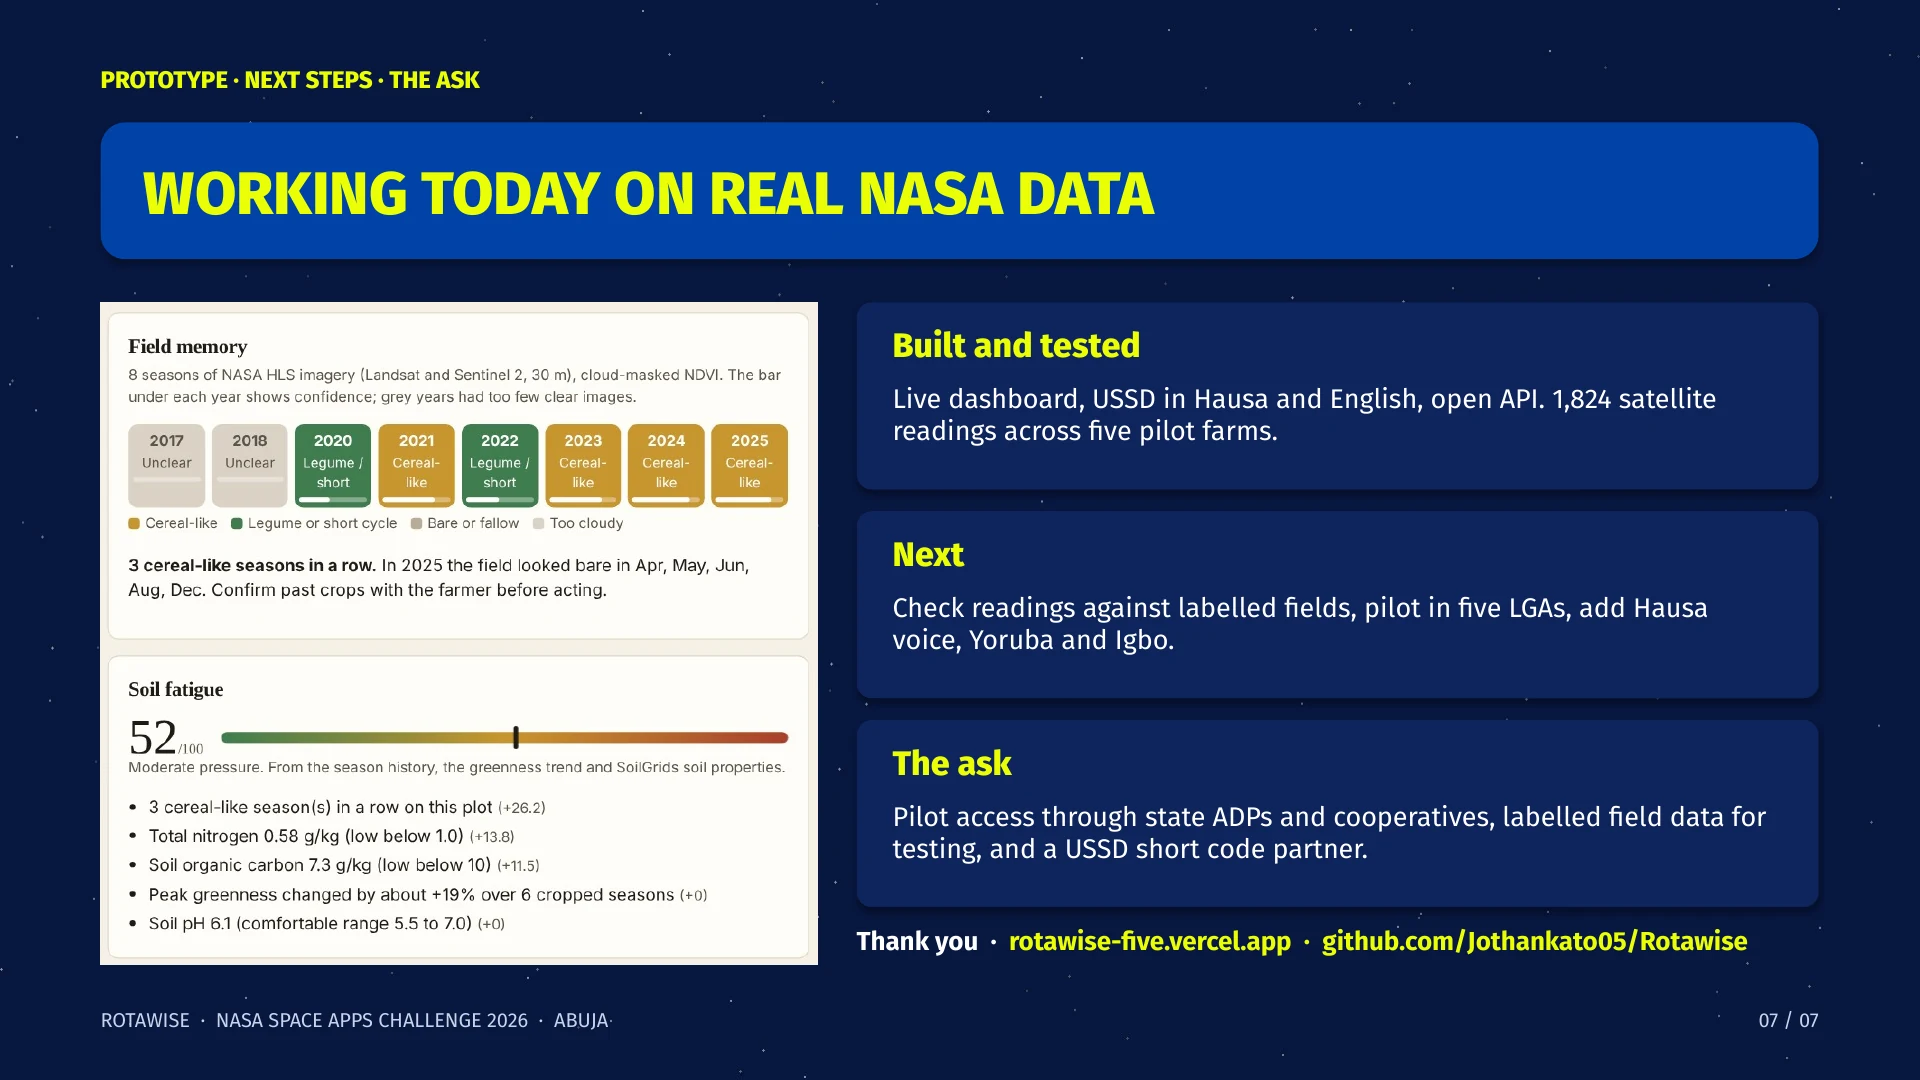 PROTOTYPE · NEXT STEPS · THE ASK
WORKING TODAY ON REAL NASA DATA
Field memory
8 seasons of NASA HLS imagery (Landsat and Sentinel 2, 30 m), cloud-masked NDVI. The bar
under each year shows confidence; grey years had too few clear images.
2017 2018 2020 2021 2022 2023 2024 2025
Unclear Unclear Legume / Cereal- Legume / Cereal- Cereal- Cereal-
short like short like like like
Cereal-like Legume or short cycle Bare or fallow Too cloudy
3 cereal-like seasons in a row. In 2025 the field looked bare in Apr, May, Jun,
Aug, Dec. Confirm past crops with the farmer before acting.
Soil fatigue
52/100
Moderate pressure. From the season history, the greenness trend and SoilGrids soil properties.
• 3 cereal-like season(s) in a row on this plot (+26.2)
• Total nitrogen 0.58 g/kg (low below 1.0) (+13.8)
• Soil organic carbon 7.3 g/kg (low below 10) (+11.5)
• Peak greenness changed by about +19% over 6 cropped seasons (+0)
• Soil pH 6.1 (comfortable range 5.5 to 7.0) (+0)
Built and tested
Live dashboard, USSD in Hausa and English, open API. 1,824 satellite
readings across five pilot farms.
Next
Check readings against labelled fields, pilot in five LGAs, add Hausa
voice, Yoruba and Igbo.
The ask
Pilot access through state ADPs and cooperatives, labelled field data for
testing, and a USSD short code partner.
Thank you · rotawise-five.vercel.app · github.com/Jothankato05/Rotawise
ROTAWISE · NASA SPACE APPS CHALLENGE 2026 · ABUJA
07 / 07